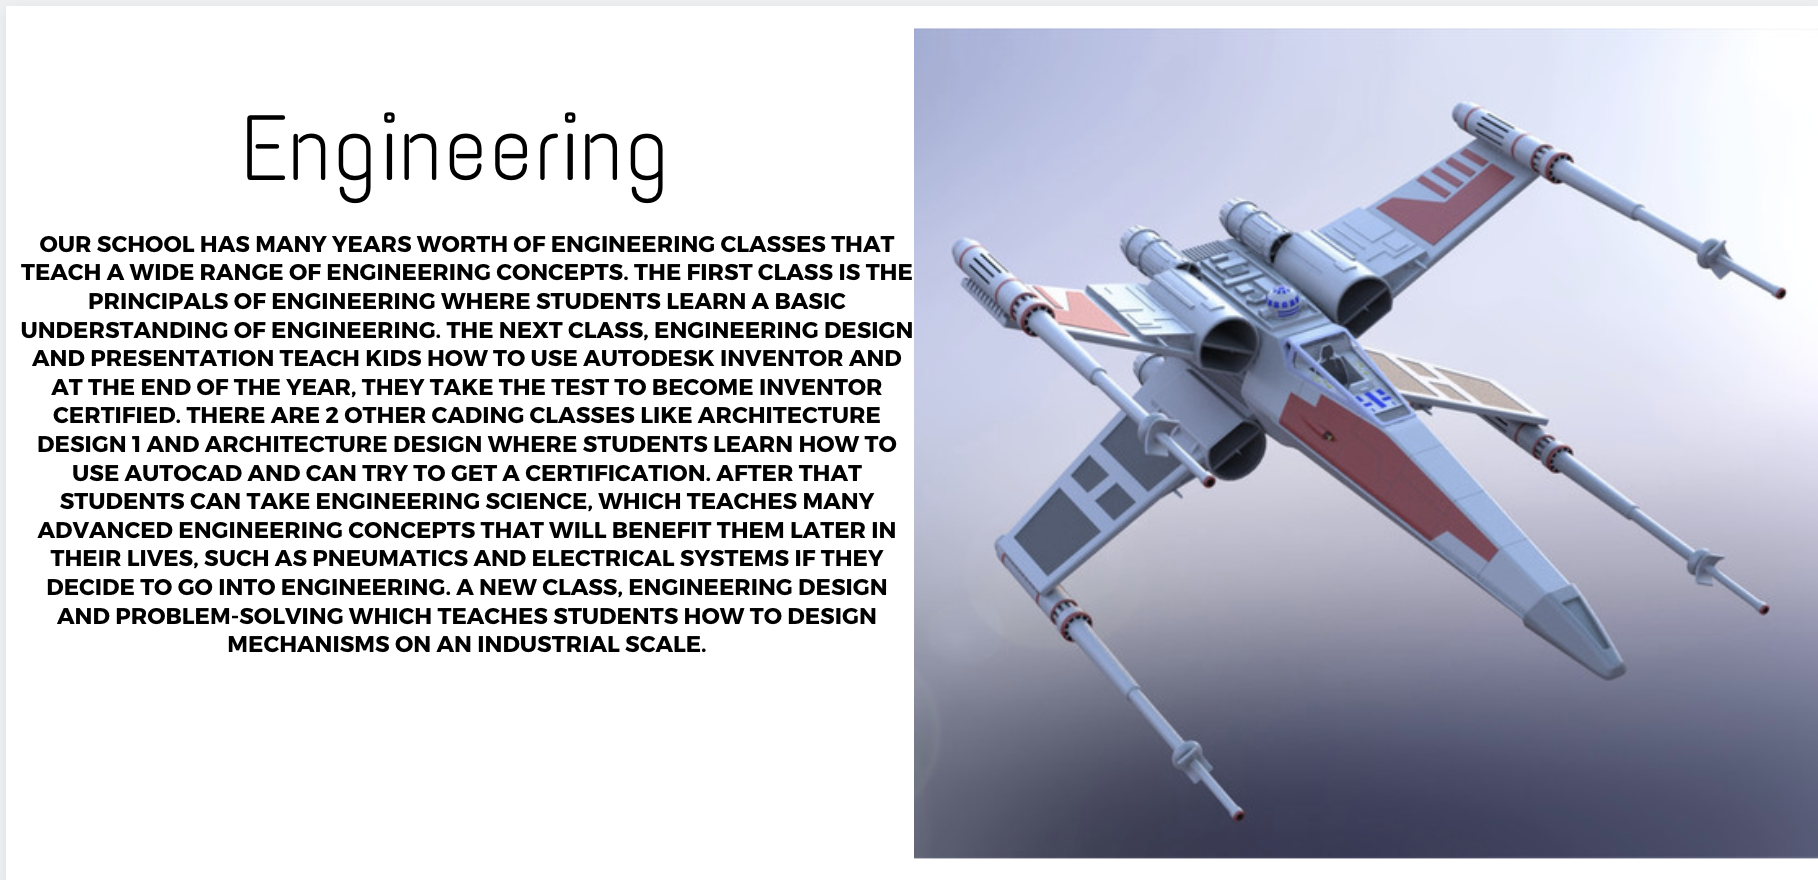 Engineering
OUR SCHOOL HAS MANY YEARS WORTH OF ENGINEERING CLASSES THAT
TEACH A WIDE RANGE OF ENGINEERING CONCEPTS. THE FIRST CLASS IS THE
PRINCIPALS OF ENGINEERING WHERE STUDENTS LEARN A BASIC
UNDERSTANDING OF ENGINEERING. THE NEXT CLASS, ENGINEERING DESIGN
AND PRESENTATION TEACH KIDS HOW TO USE AUTODESK INVENTOR AND
AT THE END OF THE YEAR, THEY TAKE THE TEST TO BECOME INVENTOR
CERTIFIED. THERE ARE 2 OTHER CADING CLASSES LIKE ARCHITECTURE
DESIGN 1 AND ARCHITECTURE DESIGN WHERE STUDENTS LEARN HOW TO
USE AUTOCAD AND CAN TRY TO GET A CERTIFICATION. AFTER THAT
STUDENTS CAN TAKE ENGINEERING SCIENCE, WHICH TEACHES MANY
ADVANCED ENGINEERING CONCEPTS THAT WILL BENEFIT THEM LATER IN
THEIR LIVES, SUCH AS PNEUMATICS AND ELECTRICAL SYSTEMS IF THEY
DECIDE TO GO INTO ENGINEERING. A NEW CLASS, ENGINEERING DESIGN
AND PROBLEM-SOLVING WHICH TEACHES STUDENTS HOW TO DESIGN
MECHANISMS ON AN INDUSTRIAL SCALE.